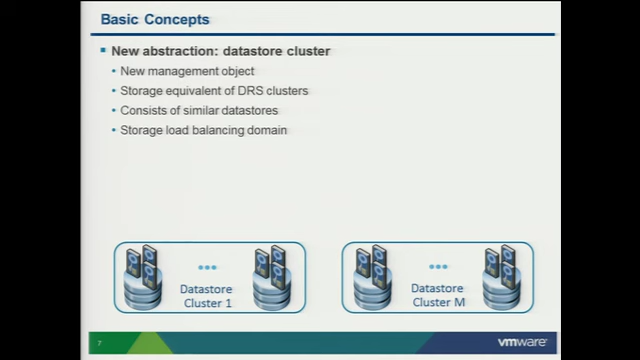 Basic Concepts
New abstraction: datastore cluster
New management object
Storage equivalent of DRS clusters
Consists of similar datastores
Storage load balancing domain
Datastore
Cluster 1
Datastore
Cluster M
7
vmware